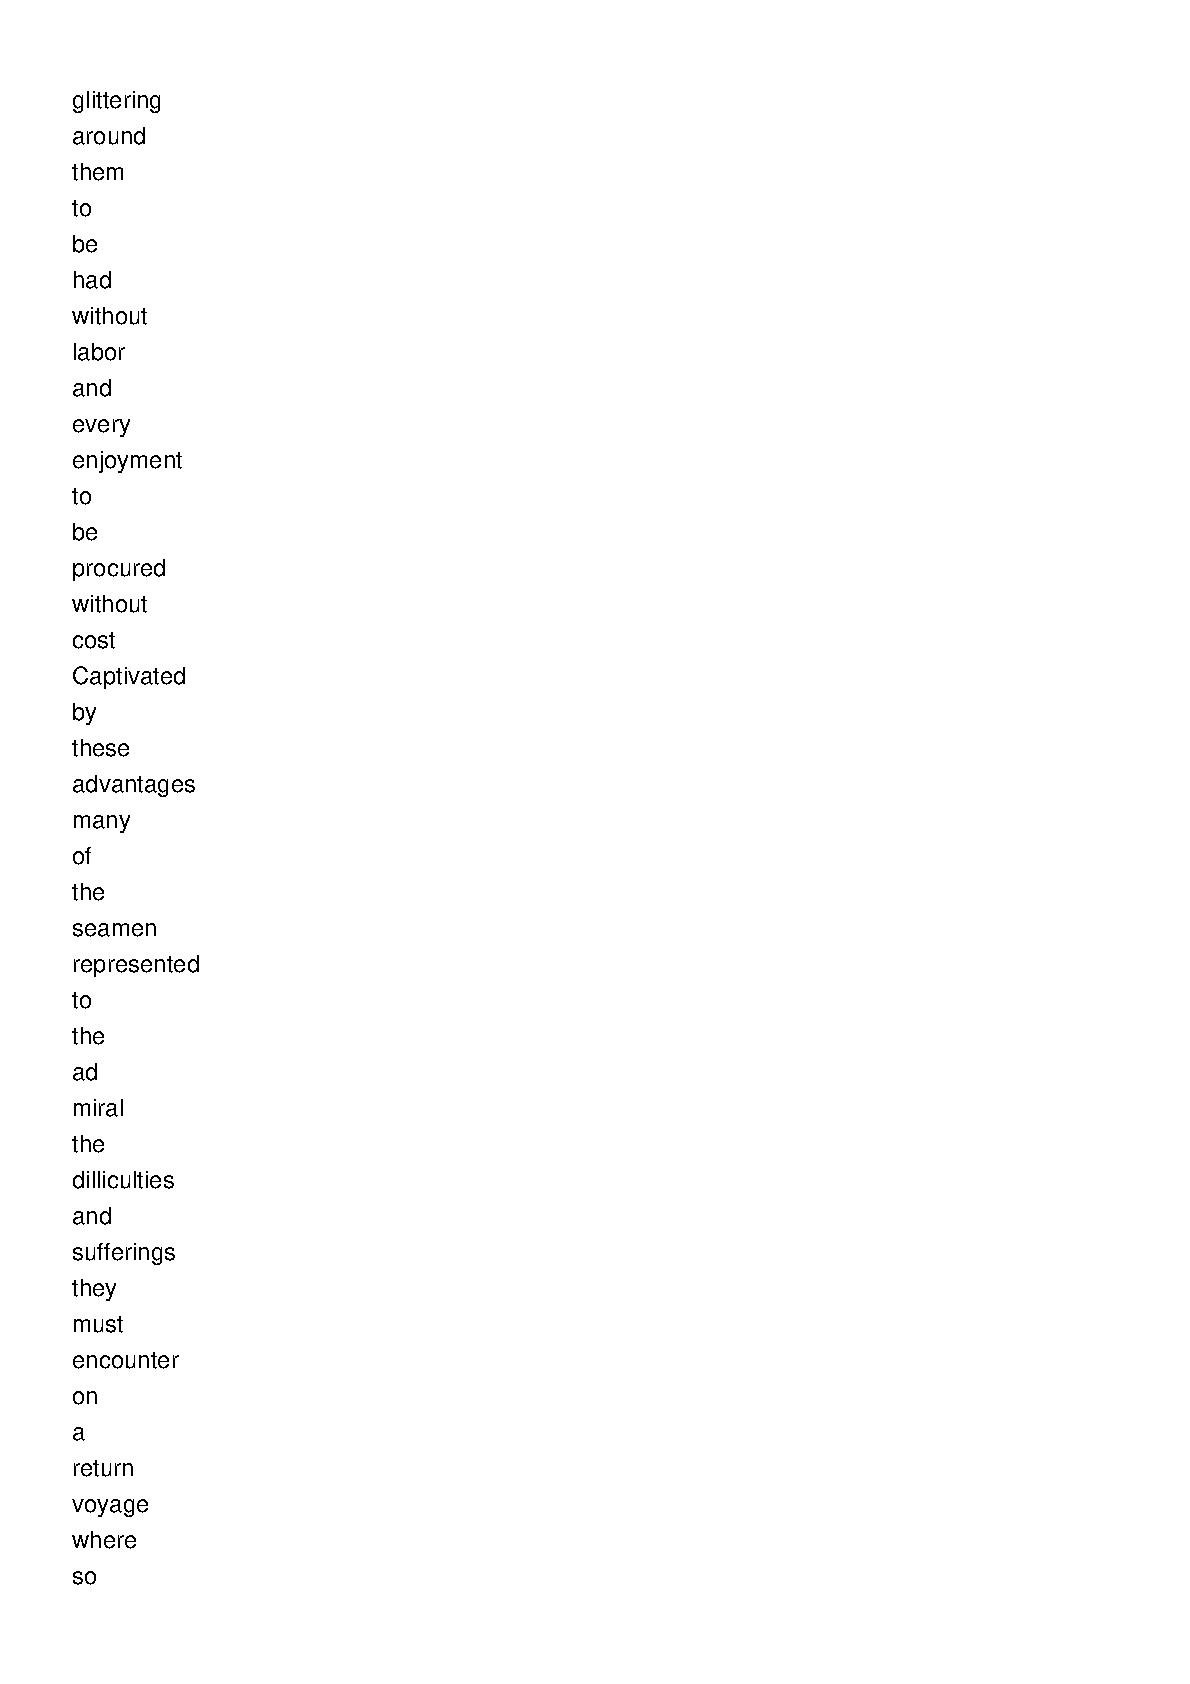 glittering
around
them
to
be
had
without
labor
and
every
enjoyment
to
be
procured
without
cost
Captivated
by
these
advantages
many
of
the
seamen
represented
to
the
ad
miral
the
dilliculties
and
sufferings
they
must
encounter
on
a
return
voyage
where
so